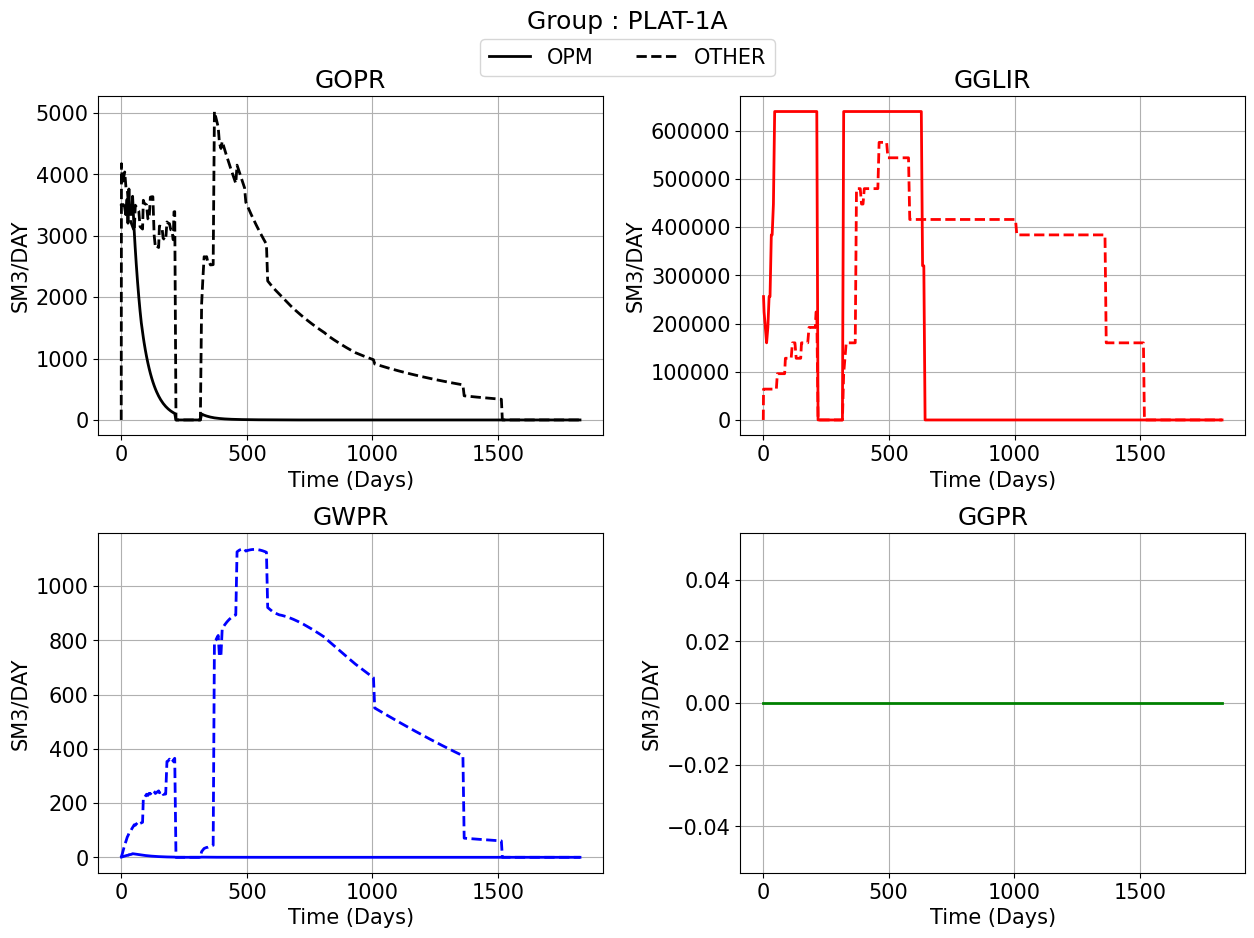 Group : PLAT-1A
OPM OTHER
GOPR
SM3/DAY
5000
4000
3000
2000
1000
0
0 500 1000 1500
Time (Days)
GGLIR
SM3/DAY
600000
500000
400000
300000
200000
100000
0
0 500 1000 1500
Time (Days)
GWPR
SM3/DAY
1000
800
600
400
200
0
0 500 1000 1500
Time (Days)
GGPR
SM3/DAY
0.04
0.02
0.00
−0.02
−0.04
0 500 1000 1500
Time (Days)